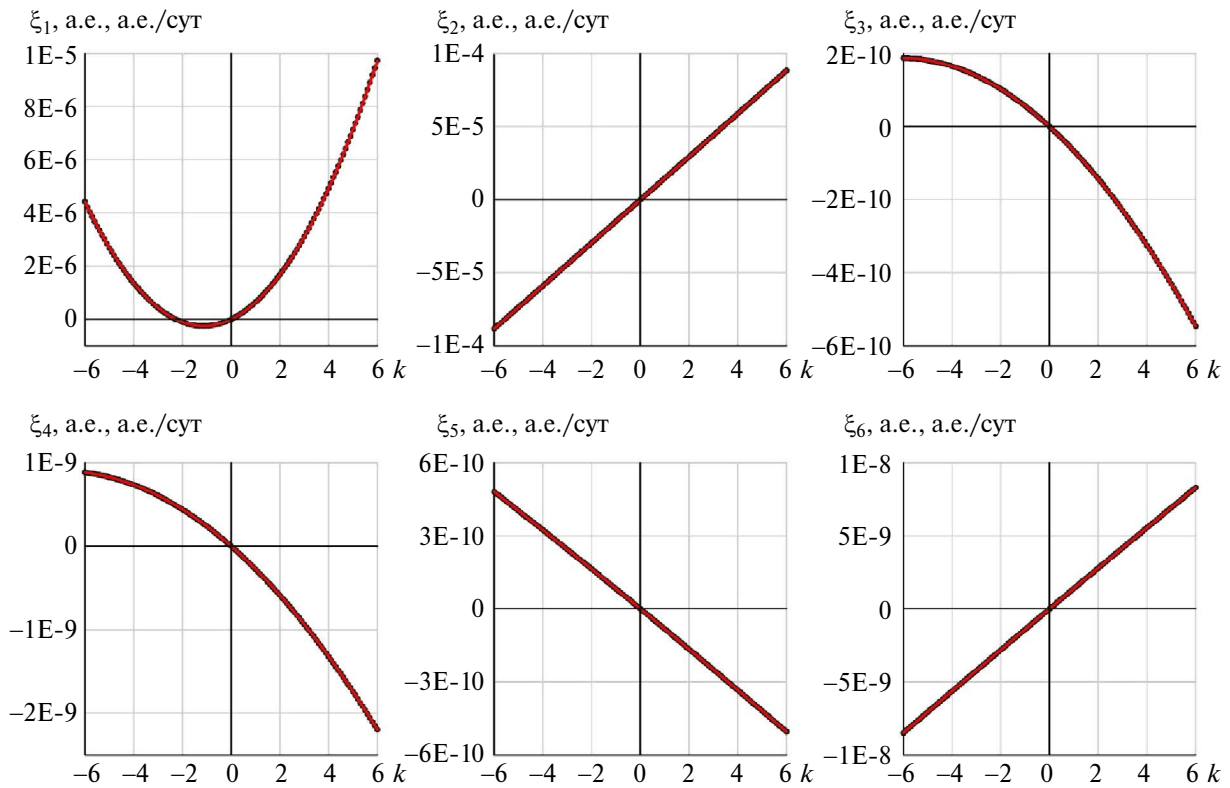 ξ1, а.е., а.е./сут
1E-5
8E-6
6E-6
4E-6
2E-6
0
−6 −4 −2 0 2 4 6 k
ξ2, а.е., а.е./сут
1E-4
5E-5
0
−5E-5
−1E-4
−6 −4 −2 0 2 4 6 k
ξ3, а.е., а.е./сут
2E-10
0
−2E-10
−4E-10
−6E-10
−6 −4 −2 0 2 4 6 k
ξ4, а.е., а.е./сут
1E-9
0
−1E-9
−2E-9
−6 −4 −2 0 2 4 6 k
ξ5, а.е., а.е./сут
6E-10
3E-10
0
−3E-10
−6E-10
−6 −4 −2 0 2 4 6 k
ξ6, а.е., а.е./сут
1E-8
5E-9
0
−5E-9
−1E-8
−6 −4 −2 0 2 4 6 k